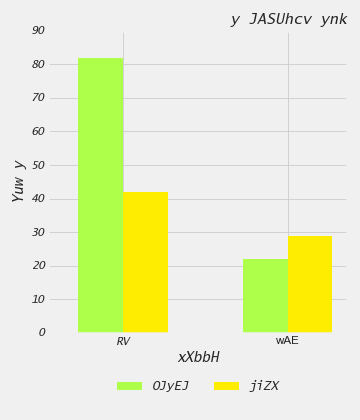 y JASUhcv ynk
Yuw y
90
80
70
60
50
40
30
20
10
0
RV
wAE
xXbbH
OJyEJ
jiZX